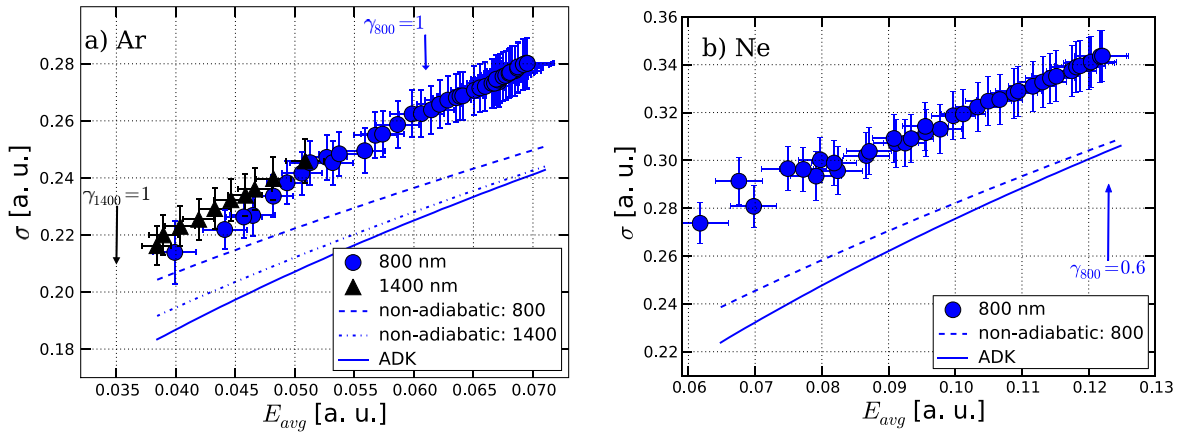 a) Ar
γ800=1
γ1400=1
σ [a. u.]
0.28
0.26
0.24
0.22
0.20
0.18
0.035 0.040 0.045 0.050 0.055 0.060 0.065 0.070
Eavg [a. u.]
800 nm
1400 nm
non-adiabatic: 800
non-adiabatic: 1400
ADK
b) Ne
σ [a. u.]
0.36
0.34
0.32
0.30
0.28
0.26
0.24
0.22
γ800=0.6
800 nm
non-adiabatic: 800
ADK
0.06 0.07 0.08 0.09 0.10 0.11 0.12 0.13
Eavg [a. u.]